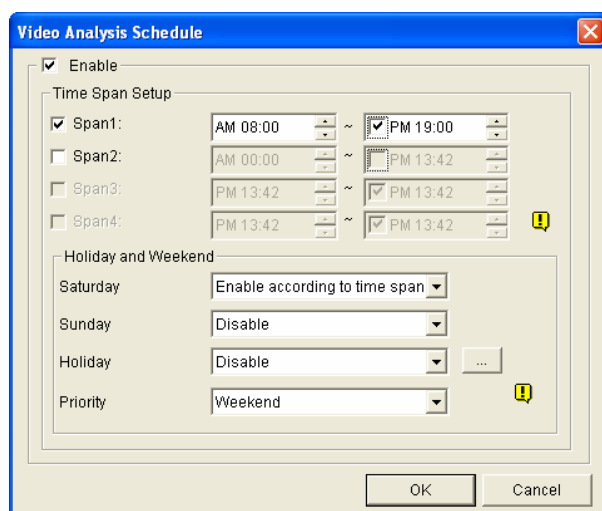 Video Analysis Schedule
Enable
Time Span Setup
Span1: AM 08:00 ~ PM 19:00
Span2: AM 00:00 ~ PM 13:42
Span3: PM 13:42 ~ PM 13:42
Span4: PM 13:42 ~ PM 13:42
Holiday and Weekend
Saturday Enable according to time span
Sunday Disable
Holiday Disable ...
Priority Weekend
OK Cancel